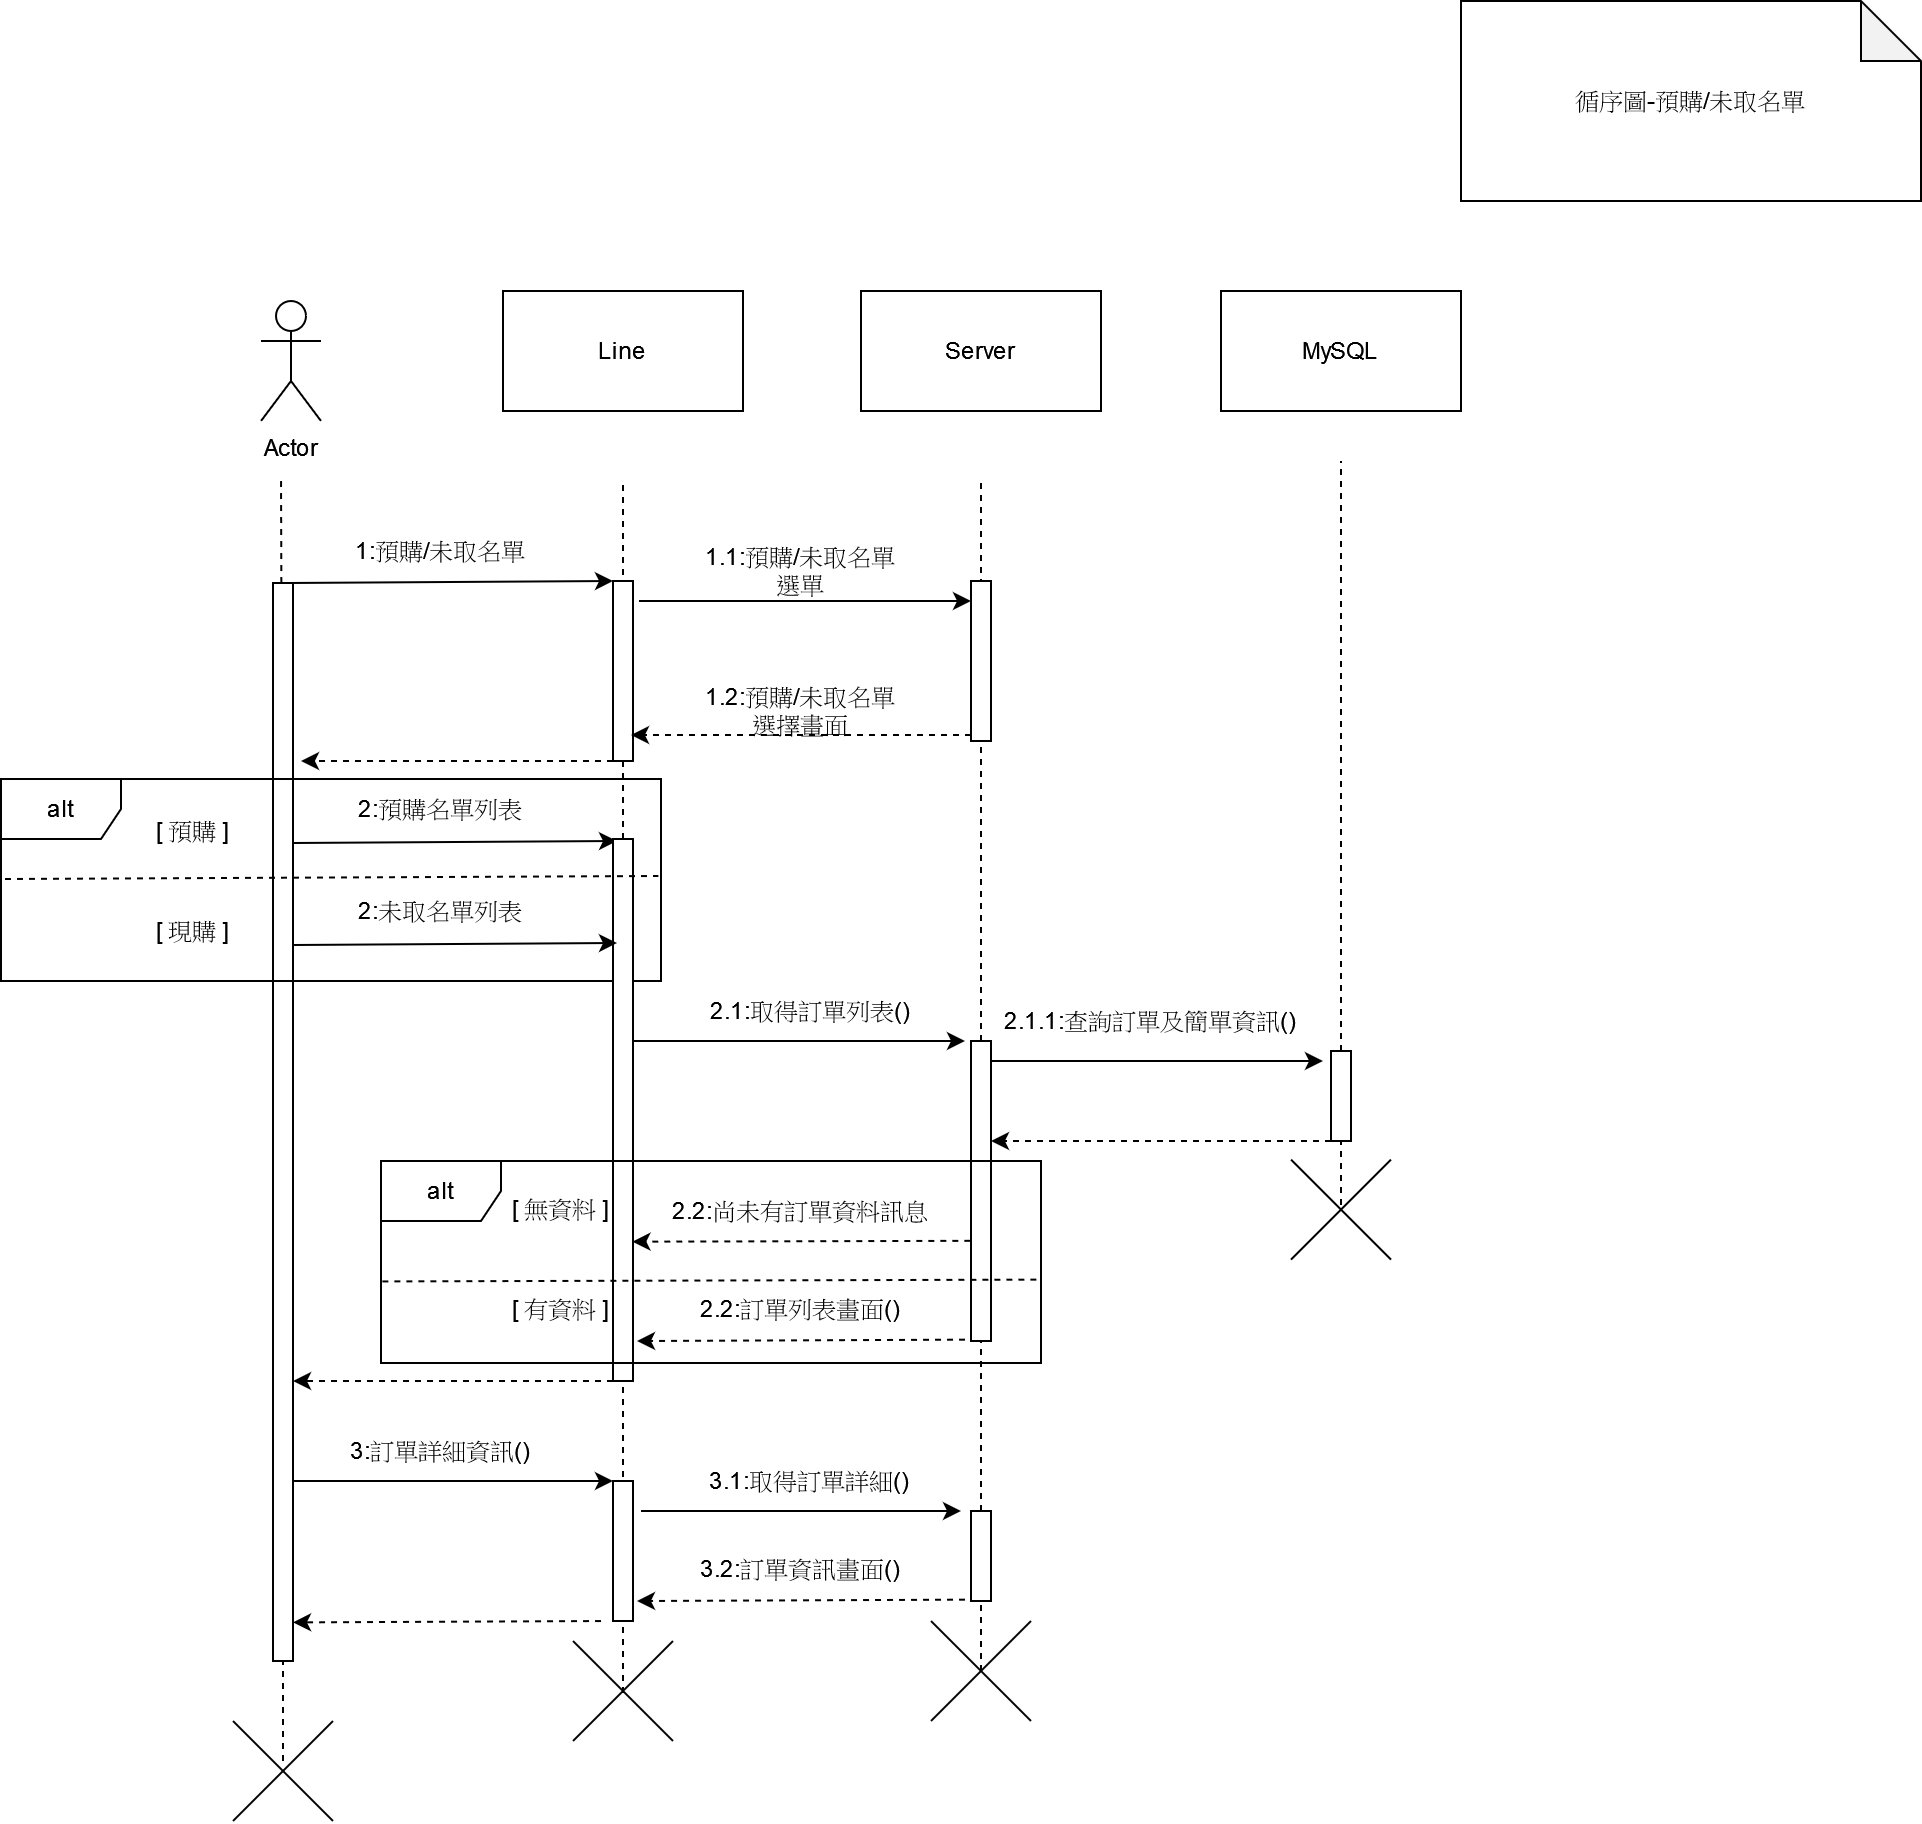 循序圖-預購/未取名單
Actor
Line
Server
MySQL
1:預購/未取名單
1.1:預購/未取名單
選單
1.2:預購/未取名單
選擇畫面
alt
[ 預購 ]
2:預購名單列表
[ 現購 ]
2:未取名單列表
2.1:取得訂單列表()
2.1.1:查詢訂單及簡單資訊()
alt
[ 無資料 ]
2.2:尚未有訂單資料訊息
[ 有資料 ]
2.2:訂單列表畫面()
3:訂單詳細資訊()
3.1:取得訂單詳細()
3.2:訂單資訊畫面()